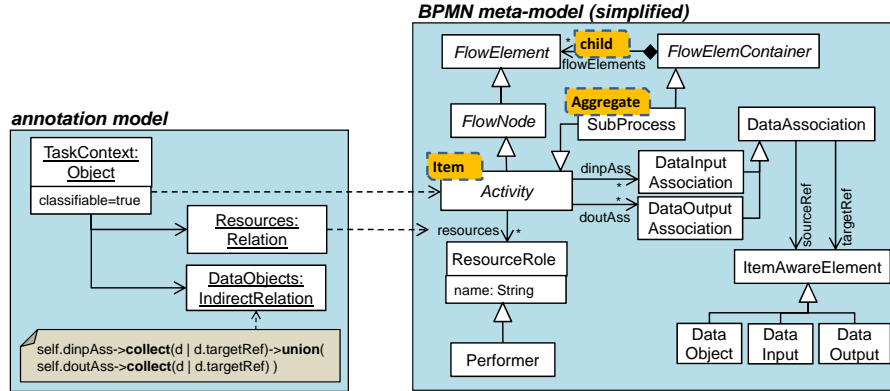 BPMN meta-model (simplified)
FlowElement
*
child
flowElements
FlowElemContainer
Aggregate
SubProcess
FlowNode
DataAssociation
Item
Activity
dinpAss
*
DataInput
Association
*
doutAss
DataOutput
Association
sourceRef
targetRef
resources
*
ResourceRole
name: String
Performer
ItemAwareElement
Data
Object
Data
Input
Data
Output
annotation model
TaskContext:
Object
classifiable=true
Resources:
Relation
DataObjects:
IndirectRelation
self.dinpAss->collect(d | d.targetRef)->union(
self.doutAss->collect(d | d.targetRef) )